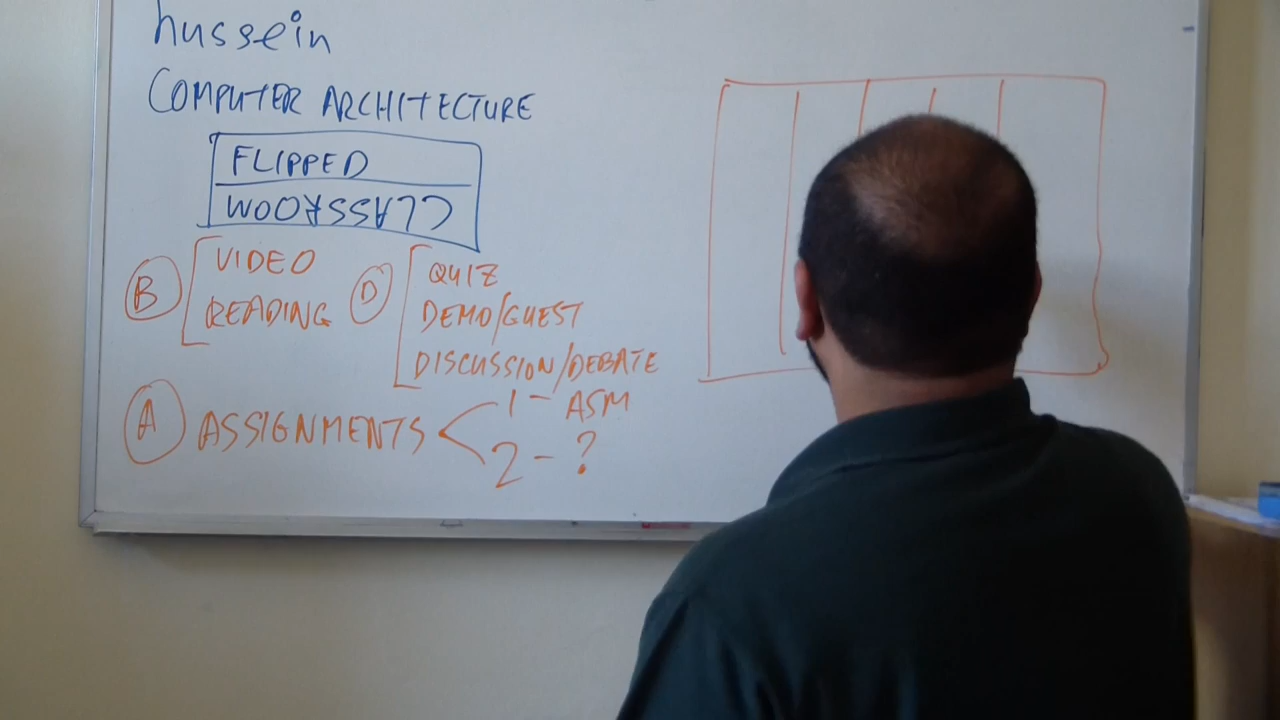 hussein
COMPUTER ARCHITECTURE
FLIPPED
CLASSROOM
B VIDEO
READING
D QUIZ
DEMO/GUEST
DISCUSSION/DEBATE
A ASSIGNMENTS
1 - ASM
2 - ?